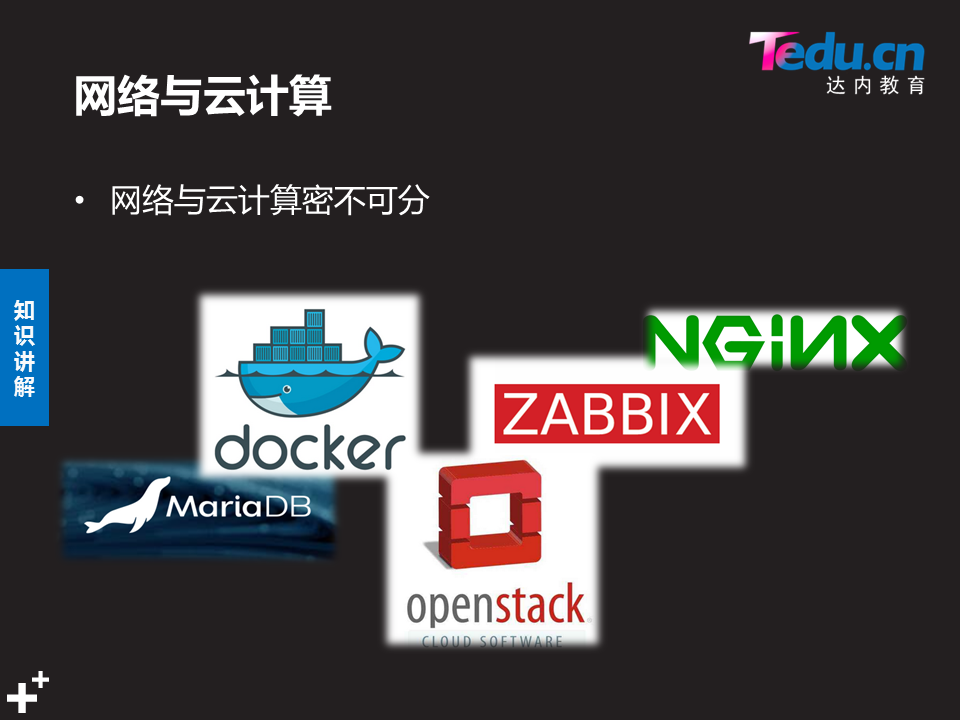 Tedu.cn
达内教育
网络与云计算
• 网络与云计算密不可分
知识讲解
docker
NGINX
ZABBIX
MariaDB
openstack
CLOUD SOFTWARE